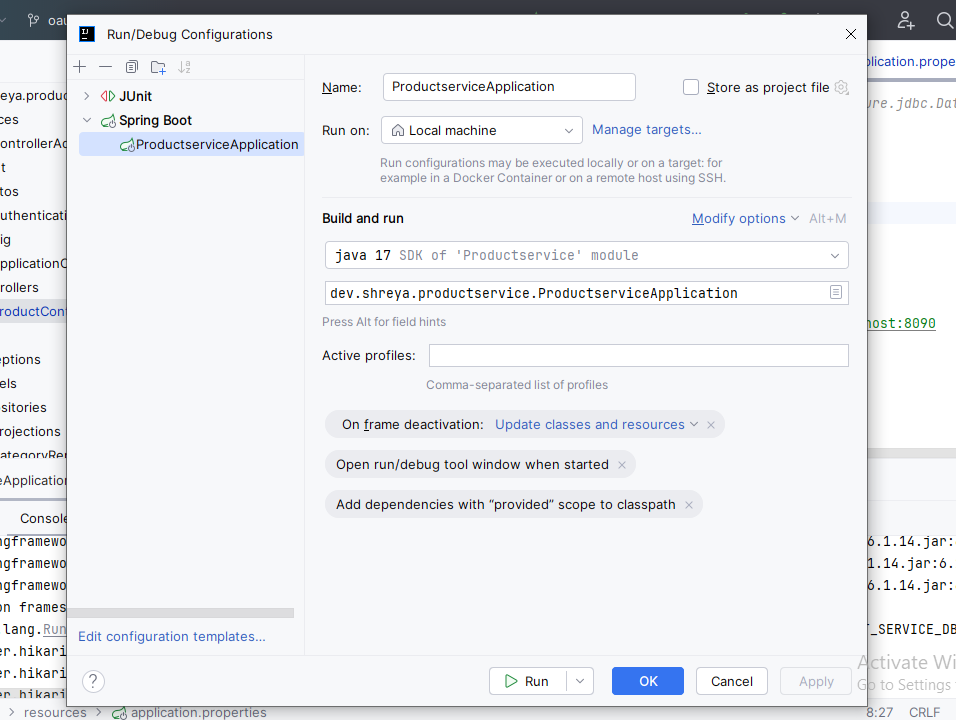 oau
Run/Debug Configurations
JUnit
Spring Boot
ProductserviceApplication
Edit configuration templates...
Name: ProductserviceApplication
Store as project file
Run on: Local machine
Manage targets...
Run configurations may be executed locally or on a target: for
example in a Docker Container or on a remote host using SSH.
Build and run
Modify options Alt+M
java 17 SDK of 'Productservice' module
dev.shreya.productservice.ProductserviceApplication
Press Alt for field hints
Active profiles:
Comma-separated list of profiles
On frame deactivation: Update classes and resources
Open run/debug tool window when started
Add dependencies with “provided” scope to classpath
?
Run
OK
Cancel
Apply
eya.produc
ces
ontrollerAc
t
tos
uthenticati
ig
pplicationC
rollers
roductCont
eptions
els
sitories
rojections
ategoryRe
eApplication
Console
ngframewo
ngframewo
ngframewo
on frames
lang.Run
er.hikari
er.hikari
er.hikari
plication.prope
ure.jdbc.Dat
host:8090
6.1.14.jar:
1.14.jar:6.
6.1.14.jar:
T_SERVICE_DB
Activate Wi
Go to Settings
resources
application.properties
8:27 CRLF